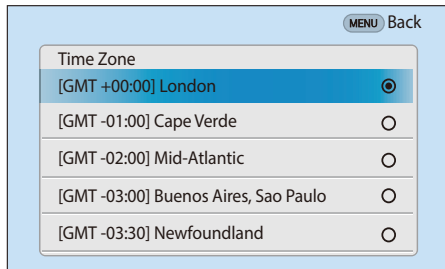 MENU Back
Time Zone
[GMT +00:00] London
[GMT -01:00] Cape Verde
[GMT -02:00] Mid-Atlantic
[GMT -03:00] Buenos Aires, Sao Paulo
[GMT -03:30] Newfoundland